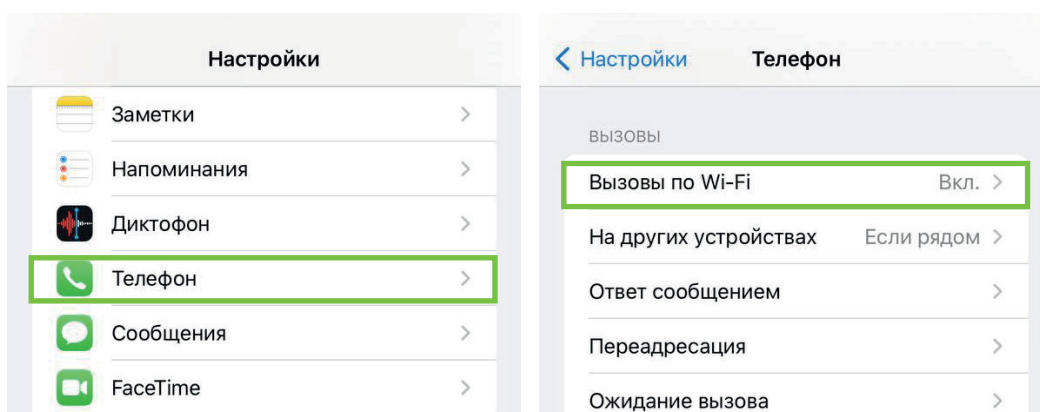 Настройки
Заметки
Напоминания
Диктофон
Телефон
Сообщения
FaceTime
Настройки Телефон
ВЫЗОВЫ
Вызовы по Wi-Fi Вкл.
На других устройствах Если рядом
Ответ сообщением
Переадресация
Ожидание вызова